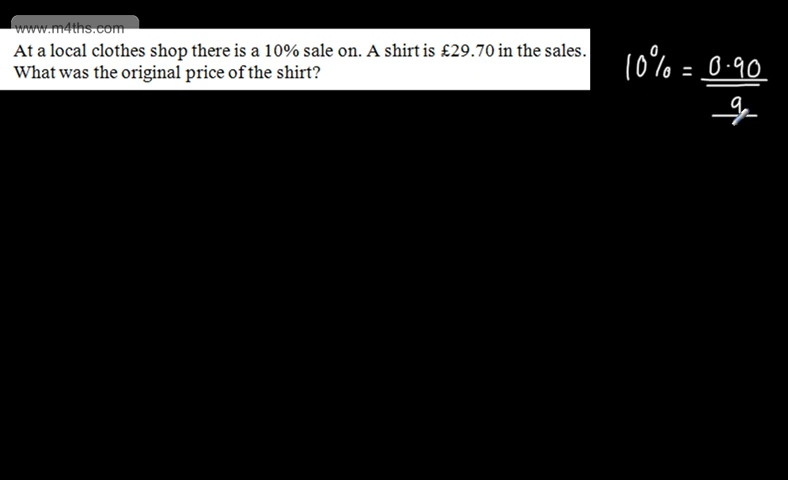 www.m4ths.com
At a local clothes shop there is a 10% sale on. A shirt is £29.70 in the sales.
What was the original price of the shirt?
10% = 0.90
9